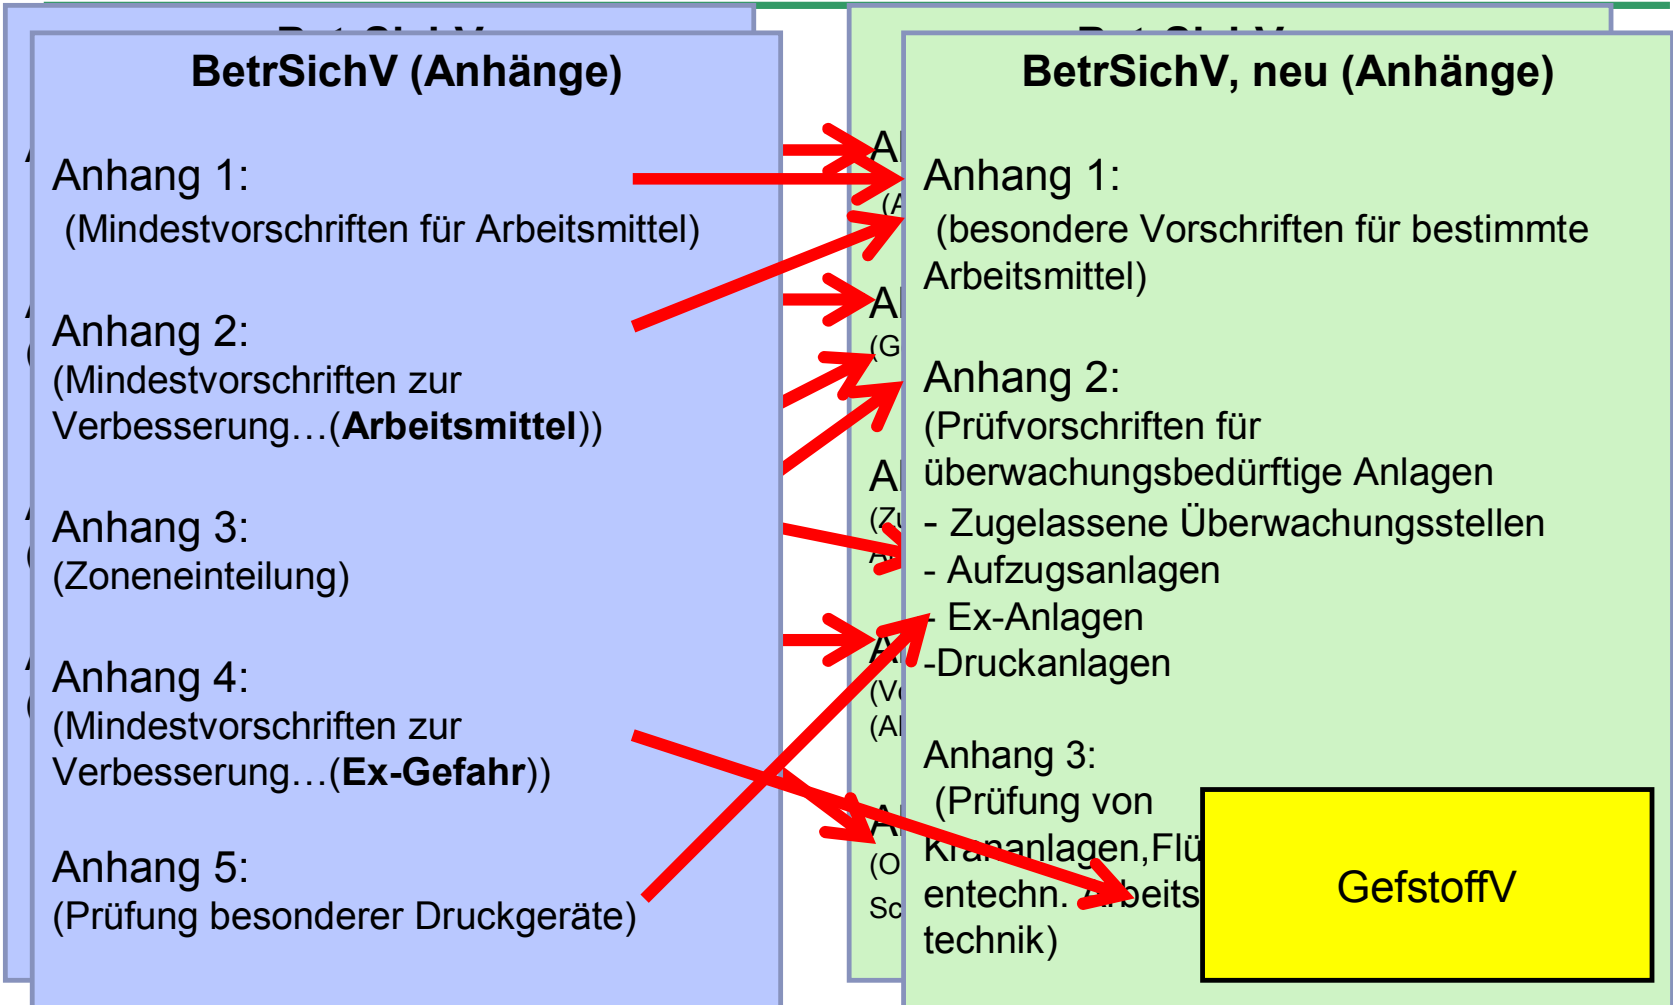 BetrSichV (Anhänge)
Anhang 1:
(Mindestvorschriften für Arbeitsmittel)
Anhang 2:
(Mindestvorschriften zur
Verbesserung…(Arbeitsmittel))
Anhang 3:
(Zoneneinteilung)
Anhang 4:
(Mindestvorschriften zur
Verbesserung…(Ex-Gefahr))
Anhang 5:
(Prüfung besonderer Druckgeräte)
BetrSichV, neu (Anhänge)
Anhang 1:
(besondere Vorschriften für bestimmte
Arbeitsmittel)
Anhang 2:
(Prüfvorschriften für
überwachungsbedürftige Anlagen
- Zugelassene Überwachungsstellen
- Aufzugsanlagen
- Ex-Anlagen
-Druckanlagen
Anhang 3:
(Prüfung von
Krananlagen,Flü
entechn. Arbeits
technik)
GefstoffV